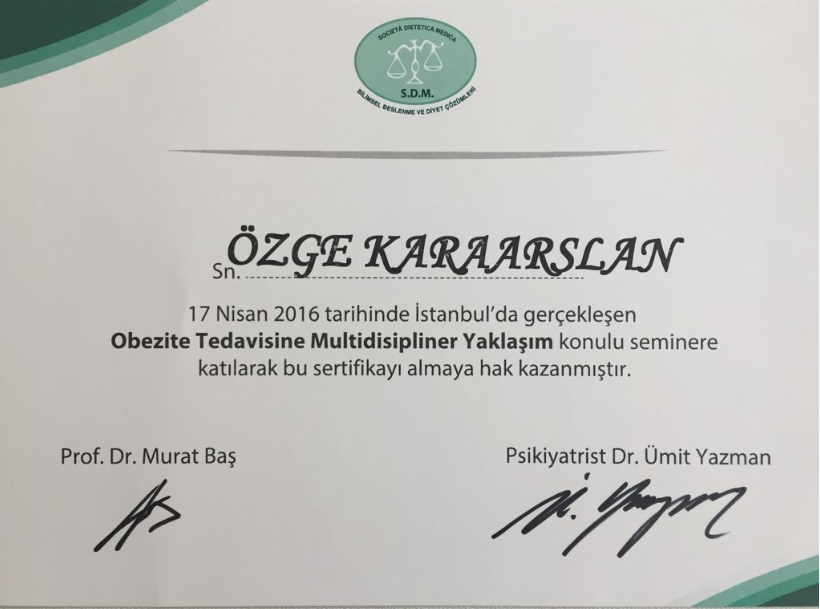 SOCIETÀ DIETETICA MEDICA
S.D.M.
BİLİMSEL BESLENME VE DİYET ÇÖZÜMLERİ
Sn. ÖZGE KARAARSLAN
17 Nisan 2016 tarihinde İstanbul'da gerçekleşen
Obezite Tedavisine Multidisipliner Yaklaşım konulu seminere
katılarak bu sertifikayı almaya hak kazanmıştır.
Prof. Dr. Murat Baş
Psikiyatrist Dr. Ümit Yazman